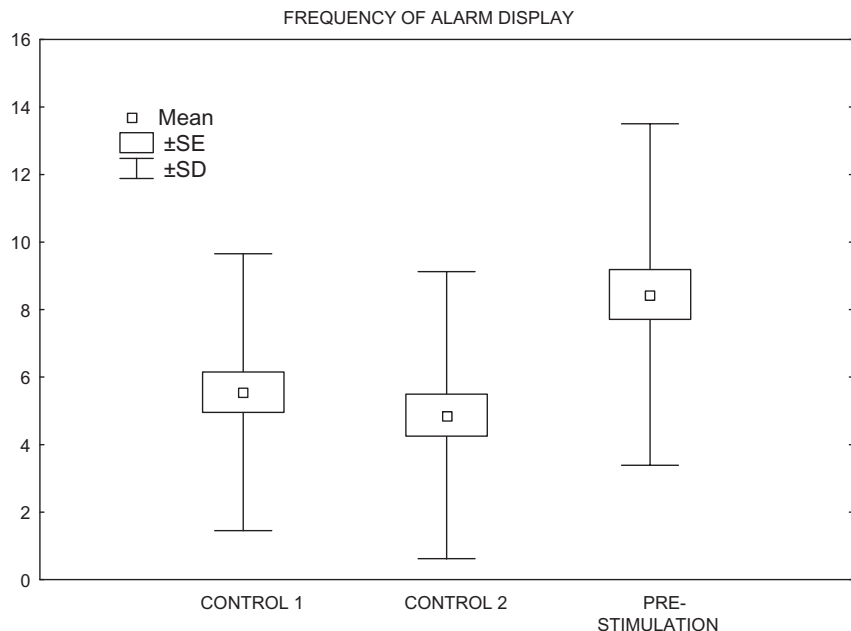 FREQUENCY OF ALARM DISPLAY
16
14
12
10
8
6
4
2
0
Mean
±SE
±SD
CONTROL 1
CONTROL 2
PRE-
STIMULATION